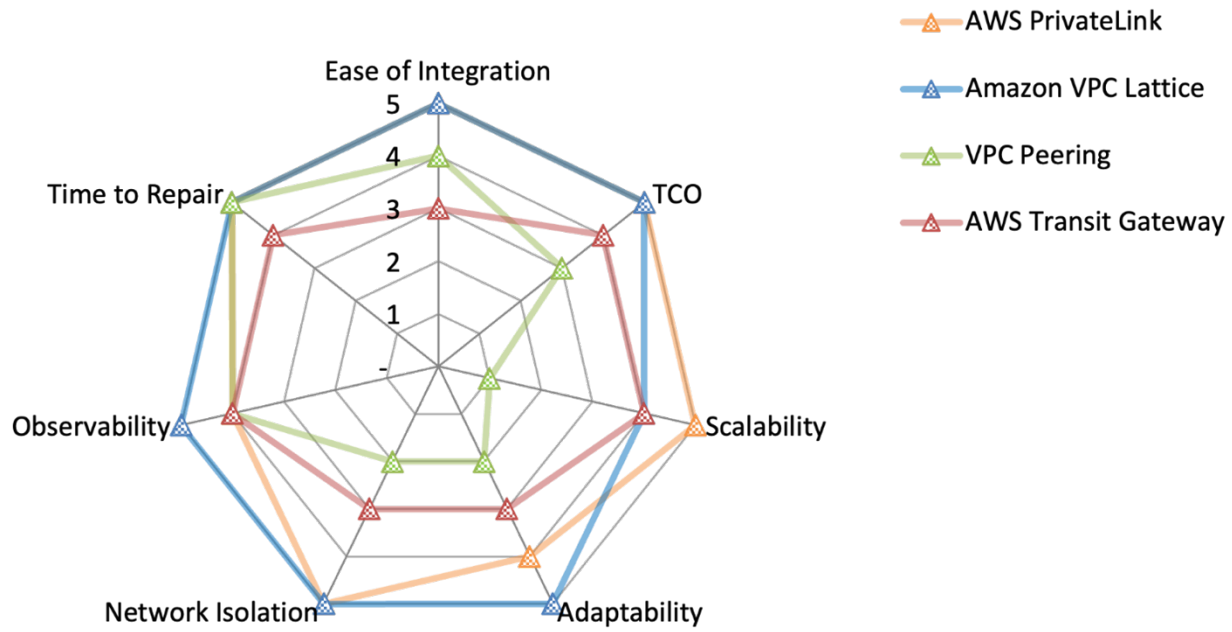 AWS PrivateLink
Ease of Integration
5
Amazon VPC Lattice
4
VPC Peering
Time to Repair
TCO
3
AWS Transit Gateway
2
1
-
Observability
Scalability
Network Isolation
Adaptability